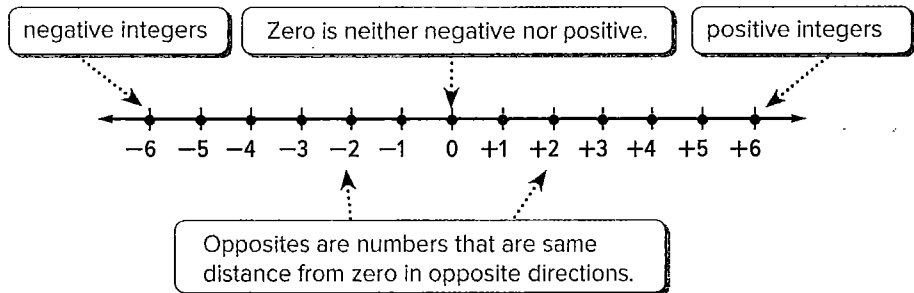 negative integers
Zero is neither negative nor positive.
positive integers
−6 −5 −4 −3 −2 −1 0 +1 +2 +3 +4 +5 +6
Opposites are numbers that are same
distance from zero in opposite directions.